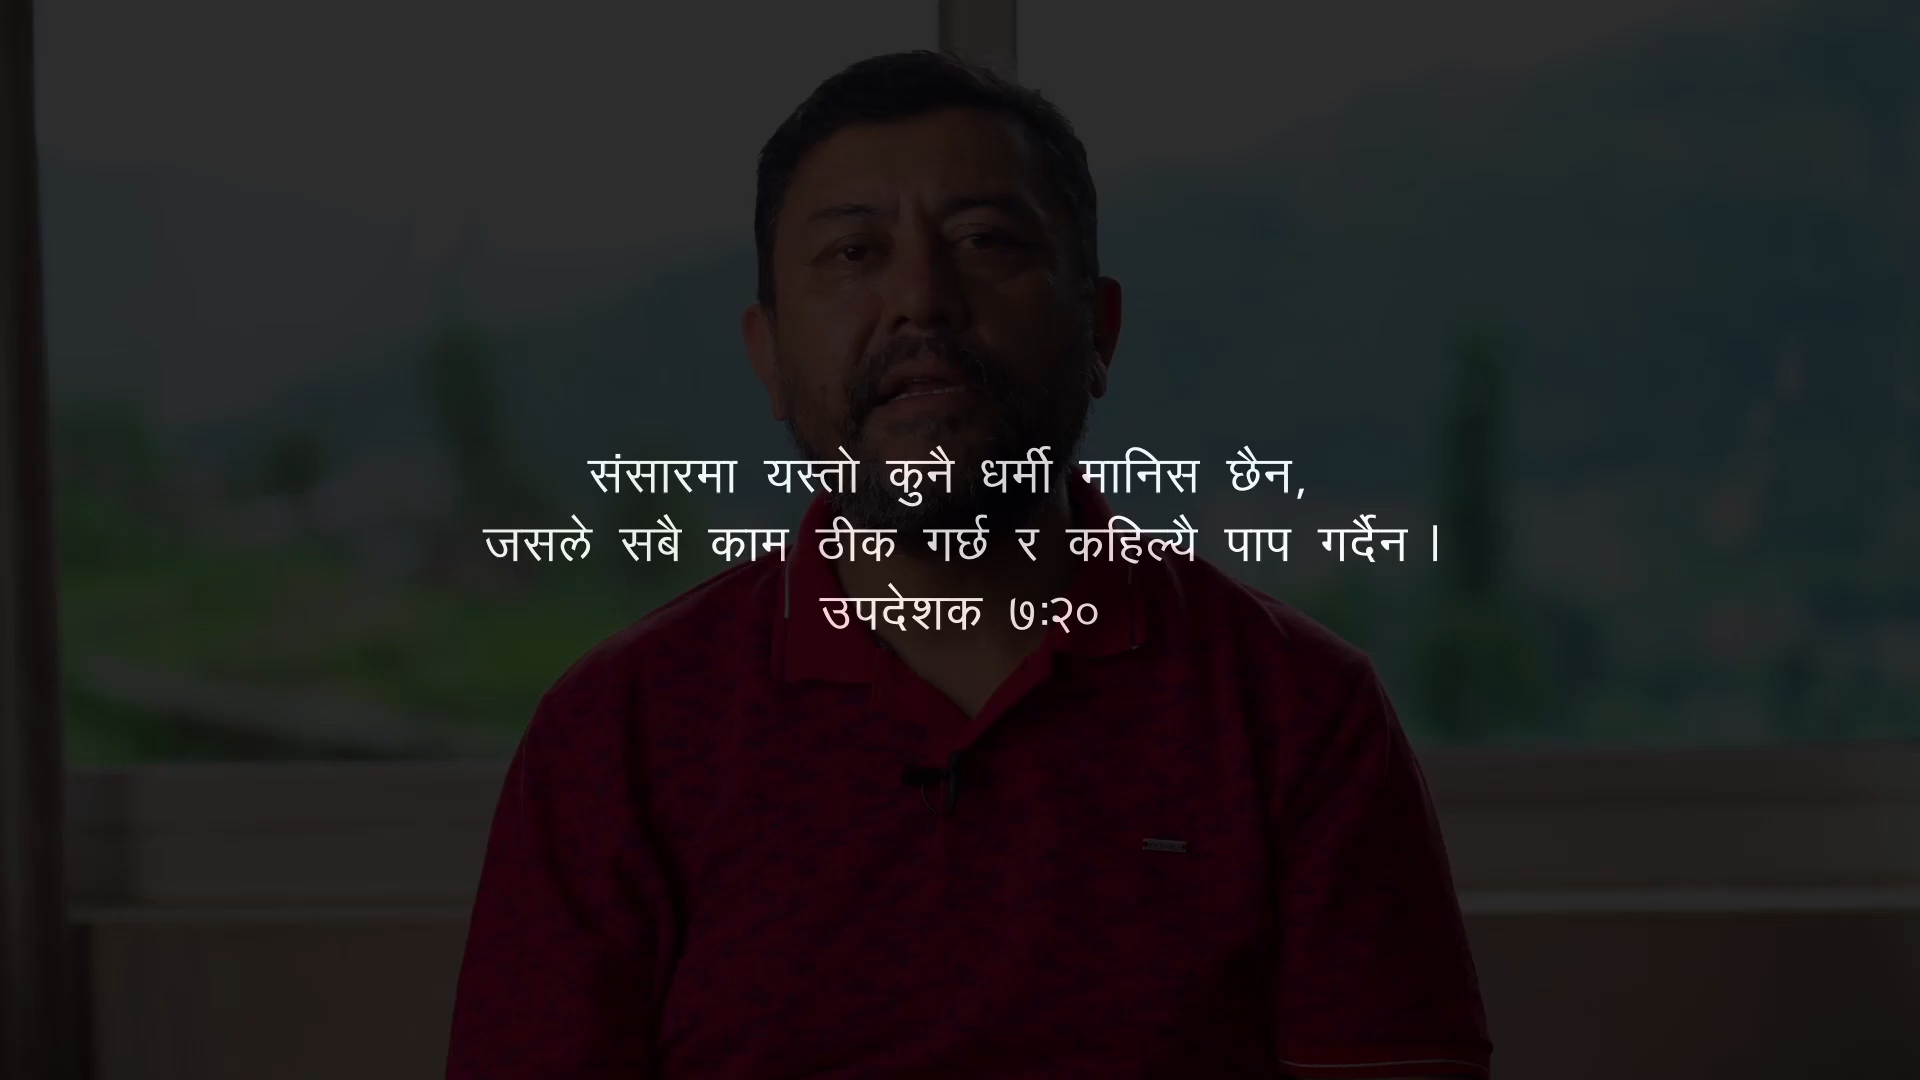 संसारमा यस्तो कुनै धर्मी मानिस छैन,
जसले सबै काम ठीक गर्छ र कहिल्यै पाप गर्दैन ।
उपदेशक ७:२०